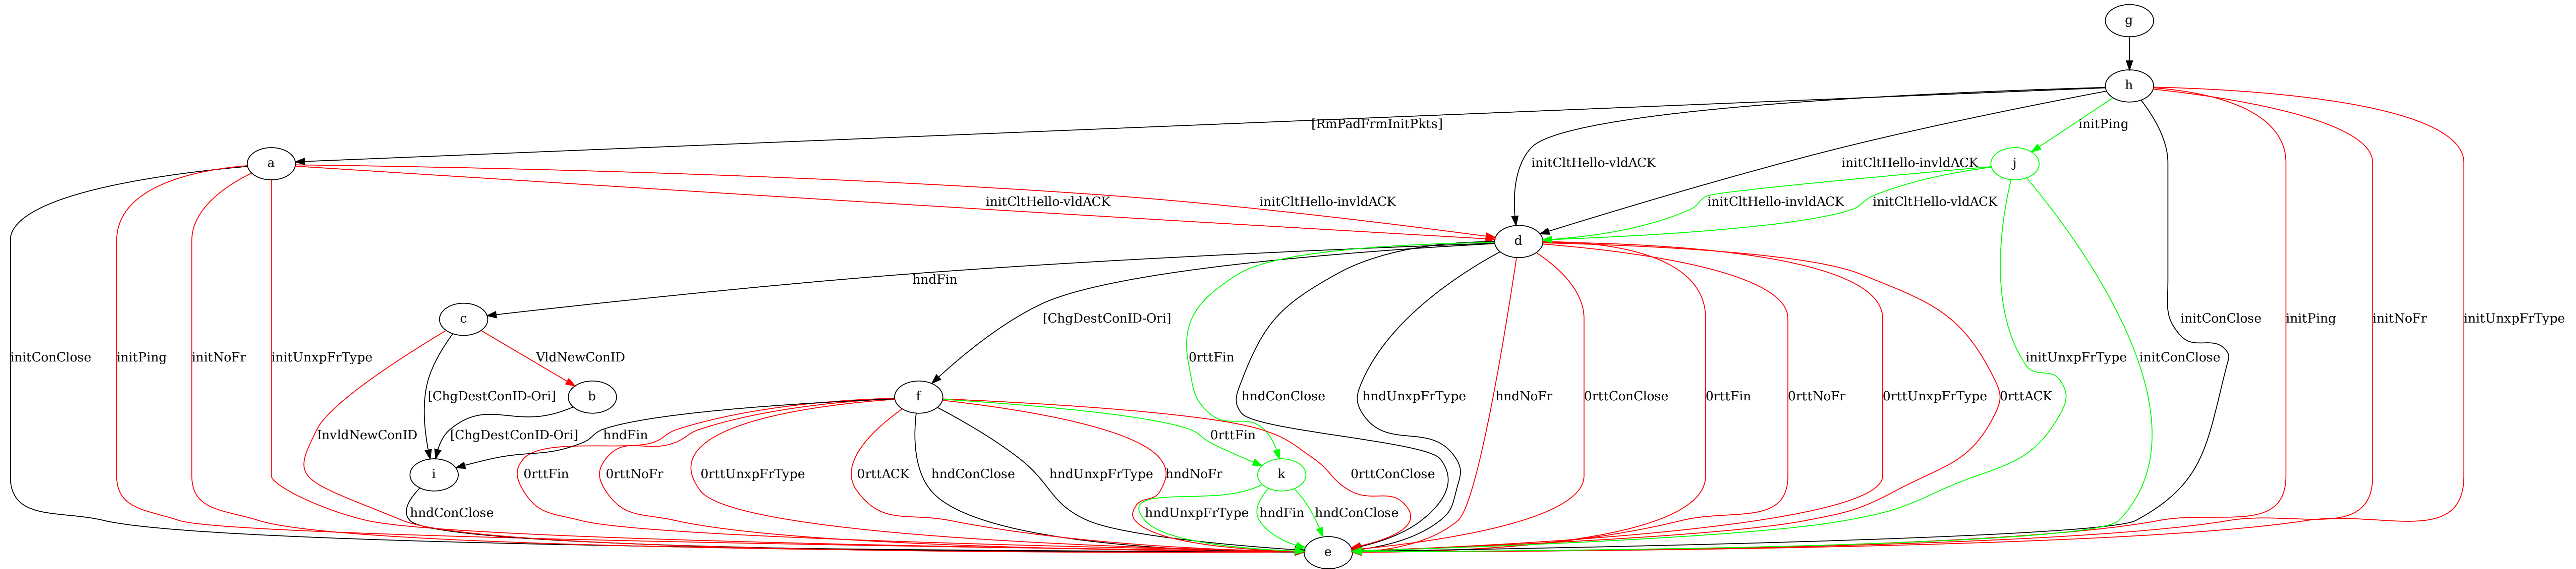 g
h
[RmPadFrmInitPkts]
initPing
a
initCltHello-vldACK
initCltHello-invldACK
j
initCltHello-vldACK
initCltHello-invldACK
initCltHello-invldACK
initCltHello-vldACK
d
hndFin
c
[ChgDestConID-Ori]
initConClose
initPing
initNoFr
initUnxpFrType
initConClose
initPing
initNoFr
initUnxpFrType
VldNewConID
0rttFin
initUnxpFrType
initConClose
[ChgDestConID-Ori]
b
f
hndConClose
hndUnxpFrType
hndNoFr
0rttConClose
0rttFin
0rttNoFr
0rttUnxpFrType
0rttACK
InvldNewConID
[ChgDestConID-Ori]
hndFin
0rttFin
i
0rttFin
0rttNoFr
0rttUnxpFrType
0rttACK
hndConClose
hndUnxpFrType
hndNoFr
k
0rttConClose
hndConClose
hndUnxpFrType
hndFin
hndConClose
e